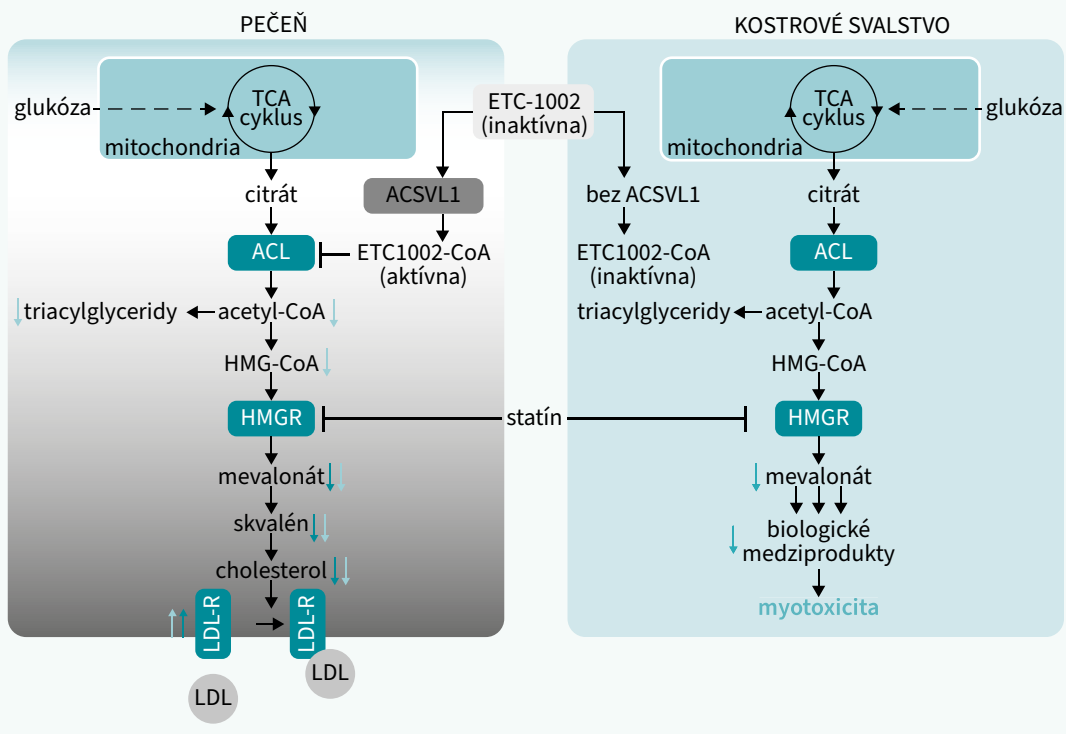 PEČEŇ
glukóza
TCA
cyklus
mitochondria
citrát
ACL
triacylglyceridy
acetyl-CoA
HMG-CoA
HMGR
mevalonát
skvalén
cholesterol
LDL-R
LDL-R
LDL
LDL
ETC-1002
(inaktívna)
ACSVL1
ETC1002-CoA
(aktívna)
bez ACSVL1
ETC1002-CoA
(inaktívna)
statín
KOSTROVÉ SVALSTVO
TCA
cyklus
glukóza
mitochondria
citrát
ACL
triacylglyceridy
acetyl-CoA
HMG-CoA
HMGR
mevalonát
biologické
medziprodukty
myotoxicita